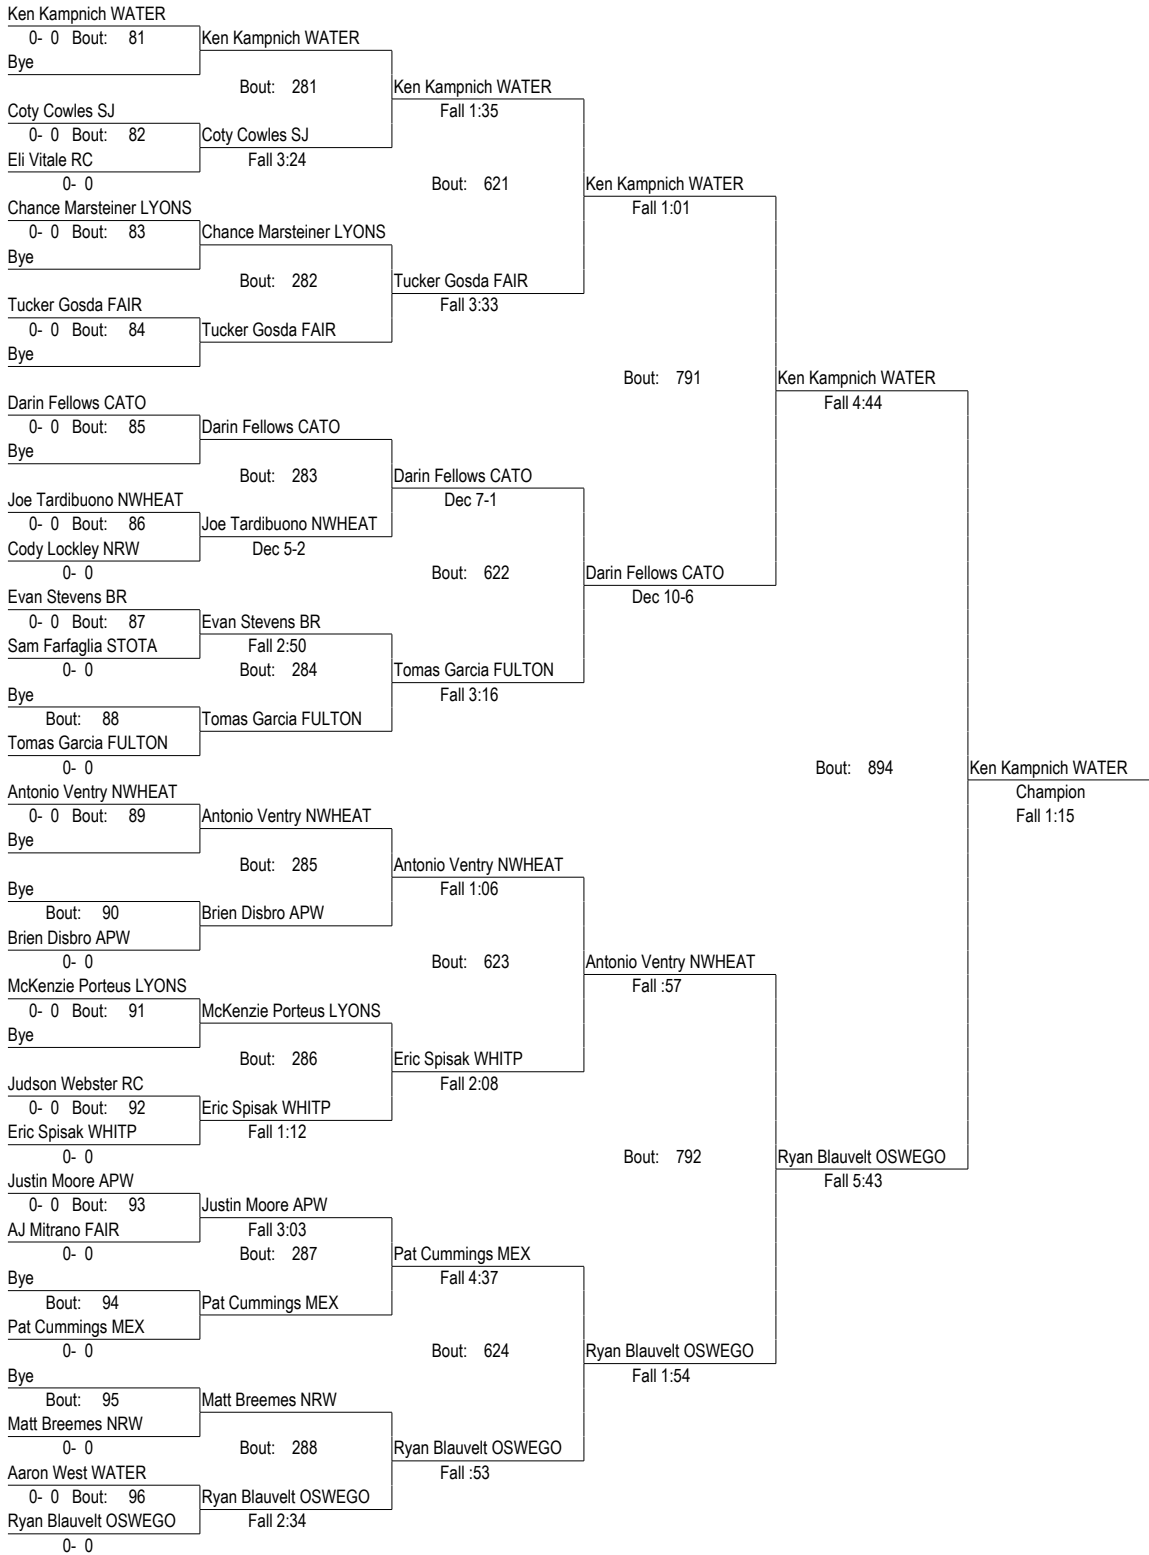 Ken Kampnich WATER
0- 0 Bout: 81 Ken Kampnich WATER
Bye
Bout: 281 Ken Kampnich WATER
Coty Cowles SJ Fall 1:35
0- 0 Bout: 82 Coty Cowles SJ
Eli Vitale RC Fall 3:24
0- 0 Bout: 621 Ken Kampnich WATER
Chance Marsteiner LYONS Fall 1:01
0- 0 Bout: 83 Chance Marsteiner LYONS
Bye
Bout: 282 Tucker Gosda FAIR
Tucker Gosda FAIR Fall 3:33
0- 0 Bout: 84 Tucker Gosda FAIR
Bye
Bout: 791 Ken Kampnich WATER
Darin Fellows CATO Fall 4:44
0- 0 Bout: 85 Darin Fellows CATO
Bye
Bout: 283 Darin Fellows CATO
Joe Tardibuono NWHEAT Dec 7-1
0- 0 Bout: 86 Joe Tardibuono NWHEAT
Cody Lockley NRW Dec 5-2
0- 0 Bout: 622 Darin Fellows CATO
Evan Stevens BR Dec 10-6
0- 0 Bout: 87 Evan Stevens BR
Sam Farfaglia STOTA Fall 2:50
0- 0 Bout: 284 Tomas Garcia FULTON
Bye Fall 3:16
Bout: 88 Tomas Garcia FULTON
Tomas Garcia FULTON
0- 0 Bout: 894 Ken Kampnich WATER
Antonio Ventry NWHEAT Champion
0- 0 Bout: 89 Antonio Ventry NWHEAT Fall 1:15
Bye
Bout: 285 Antonio Ventry NWHEAT
Bye Fall 1:06
Bout: 90 Brien Disbro APW
Brien Disbro APW
0- 0 Bout: 623 Antonio Ventry NWHEAT
McKenzie Porteus LYONS Fall :57
0- 0 Bout: 91 McKenzie Porteus LYONS
Bye
Bout: 286 Eric Spisak WHITP
Judson Webster RC Fall 2:08
0- 0 Bout: 92 Eric Spisak WHITP
Eric Spisak WHITP Fall 1:12
0- 0 Bout: 792 Ryan Blauvelt OSWEGO
Justin Moore APW Fall 5:43
0- 0 Bout: 93 Justin Moore APW
AJ Mitrano FAIR Fall 3:03
0- 0 Bout: 287 Pat Cummings MEX
Bye Fall 4:37
Bout: 94 Pat Cummings MEX
Pat Cummings MEX
0- 0 Bout: 624 Ryan Blauvelt OSWEGO
Bye Fall 1:54
Bout: 95 Matt Breemes NRW
Matt Breemes NRW
0- 0 Bout: 288 Ryan Blauvelt OSWEGO
Aaron West WATER Fall :53
0- 0 Bout: 96 Ryan Blauvelt OSWEGO
Ryan Blauvelt OSWEGO Fall 2:34
0- 0